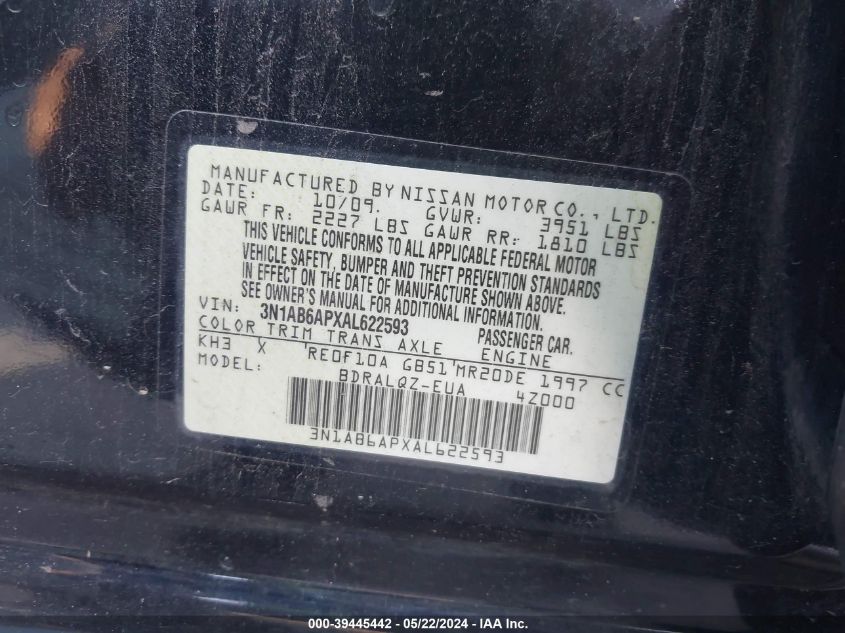 MANUFACTURED BY NISSAN MOTOR CO., LTD.
DATE: 10/09. GVWR: 3951 LBS
GAWR FR: 2227 LBS GAWR RR: 1810 LBS
THIS VEHICLE CONFORMS TO ALL APPLICABLE FEDERAL MOTOR
VEHICLE SAFETY, BUMPER AND THEFT PREVENTION STANDARDS
IN EFFECT ON THE DATE OF MANUFACTURE SHOWN ABOVE.
SEE OWNER'S MANUAL FOR ADDITIONAL INFORMATION.
VIN: 3N1AB6APXAL622593 PASSENGER CAR.
COLOR TRIM TRANS AXLE ENGINE
KH3 X RE0F10A GB51 MR20DE 1997 CC
MODEL: BDRALQZ-EUA 4Z000
3N1AB6APXAL622593
000-39445442 - 05/22/2024 - © IAA Holdings, LLC.